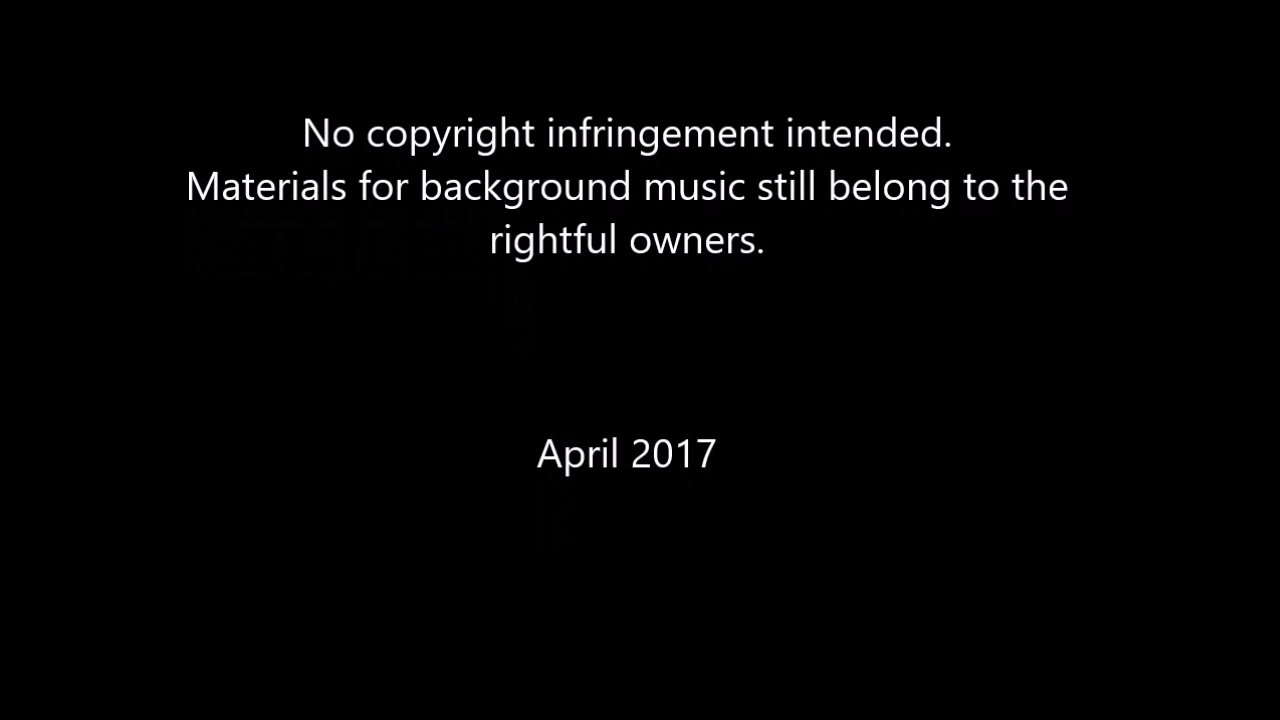 No copyright infringement intended.
Materials for background music still belong to the
rightful owners.
April 2017